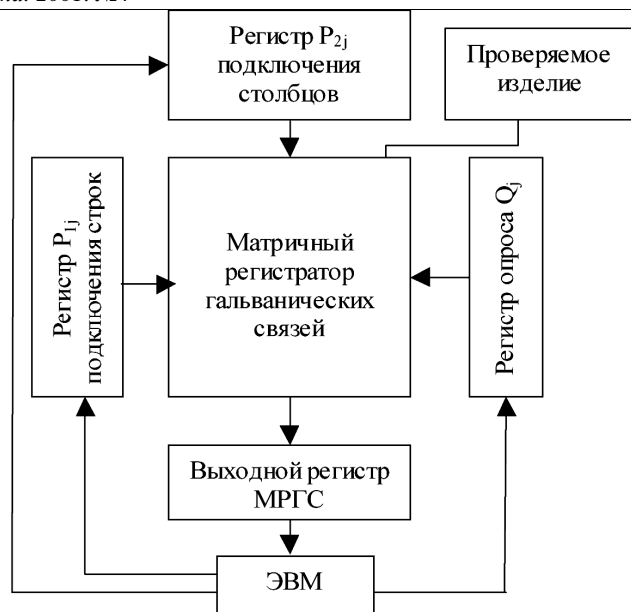 Регистр P2j
подключения
столбцов
Проверяемое
изделие
Регистр P1j
подключения строк
Матричный
регистратор
гальванических
связей
Регистр опроса Qj
Выходной регистр
МРГС
ЭВМ